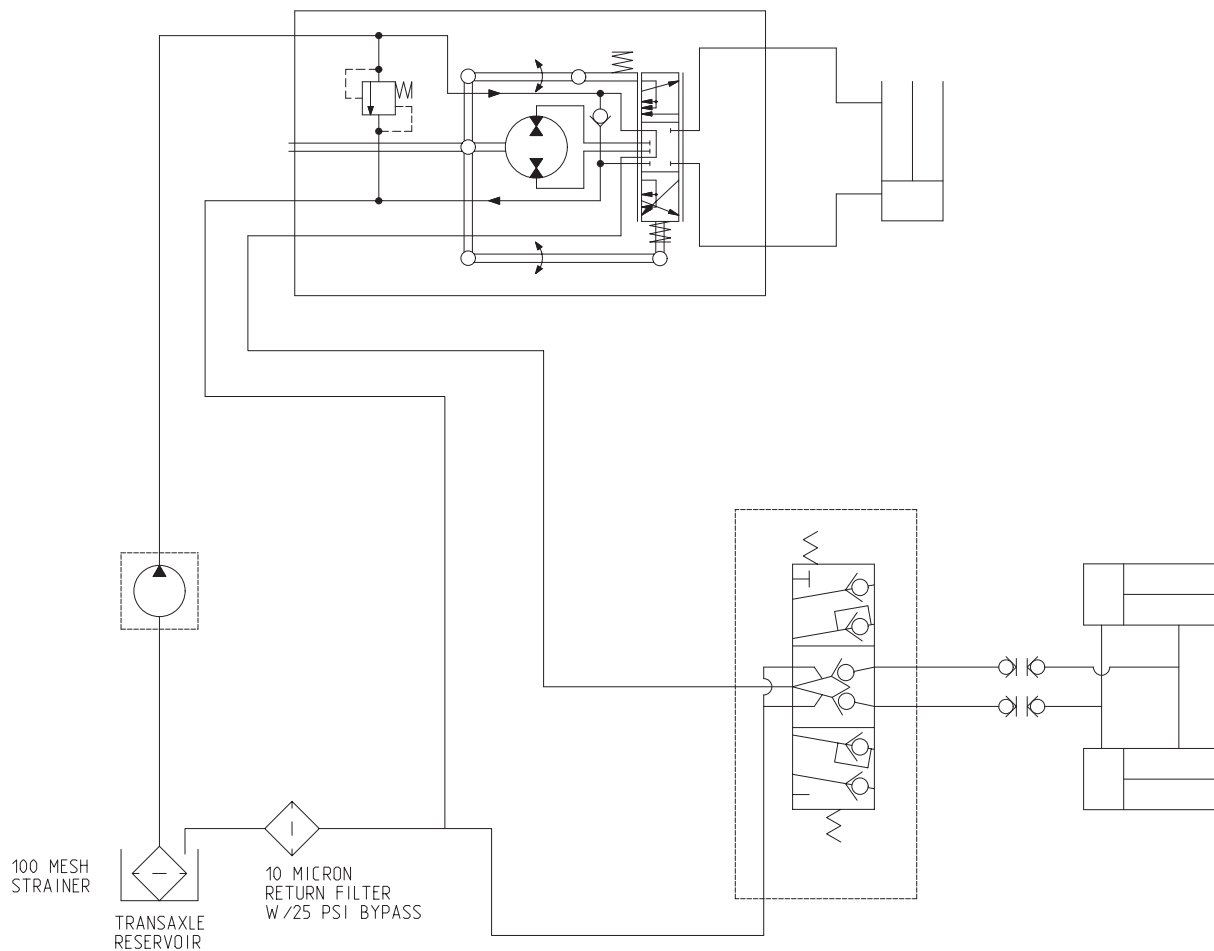 100 MESH
STRAINER
TRANSAXLE
RESERVOIR
10 MICRON
RETURN FILTER
W/25 PSI BYPASS